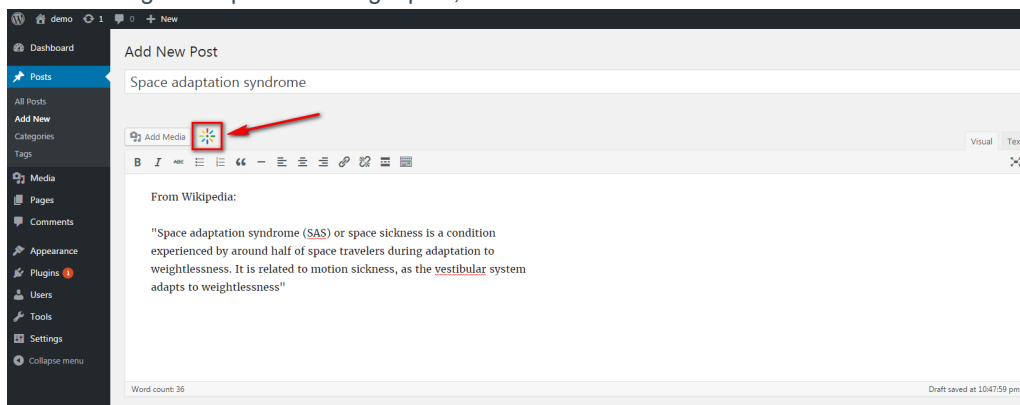 demo 1 0 + New
Dashboard
Add New Post
Posts
Space adaptation syndrome
All Posts
Add New
Categories
Tags
Add Media
Visual
B I ABC
Media
From Wikipedia:
Pages
Comments
"Space adaptation syndrome (SAS) or space sickness is a condition
experienced by around half of space travelers during adaptation to
weightlessness. It is related to motion sickness, as the vestibular system
adapts to weightlessness"
Appearance
Plugins 1
Users
Tools
Settings
Collapse menu
Word count: 36
Draft saved at 10:47:59 pm